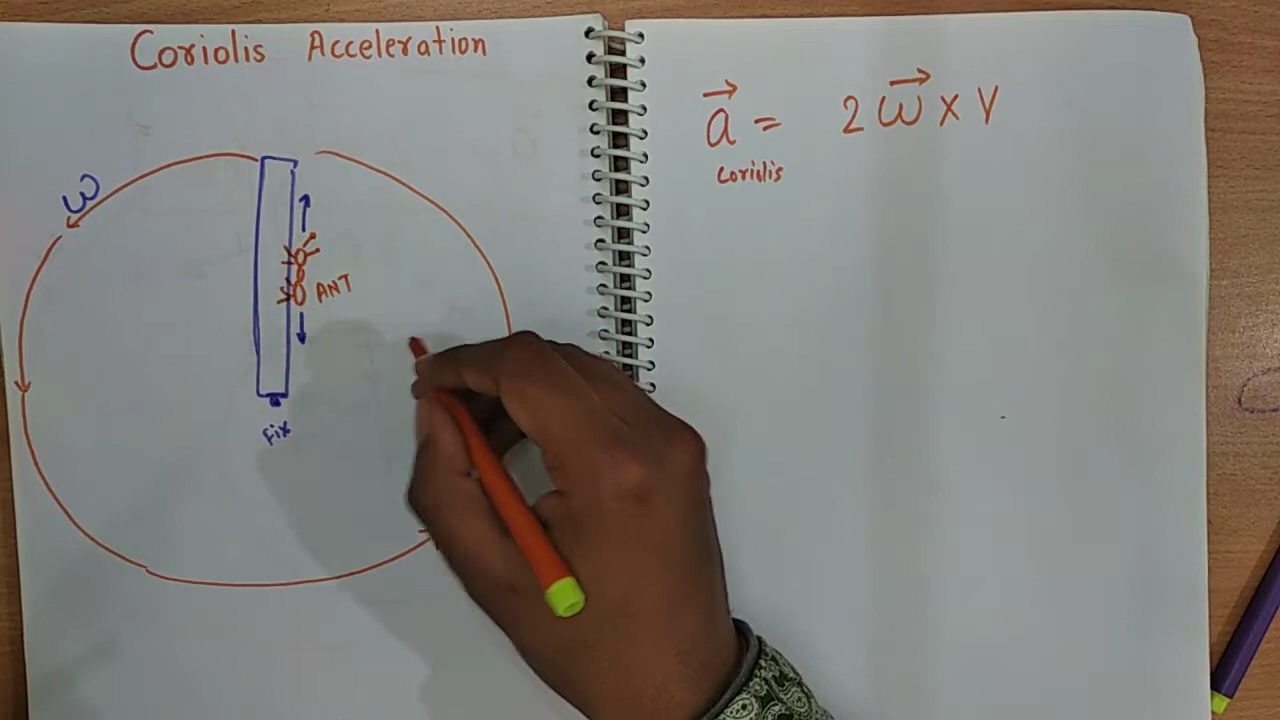 Coriolis Acceleration
ω
ANT
Fix
a = 2 ω x V
coriolis